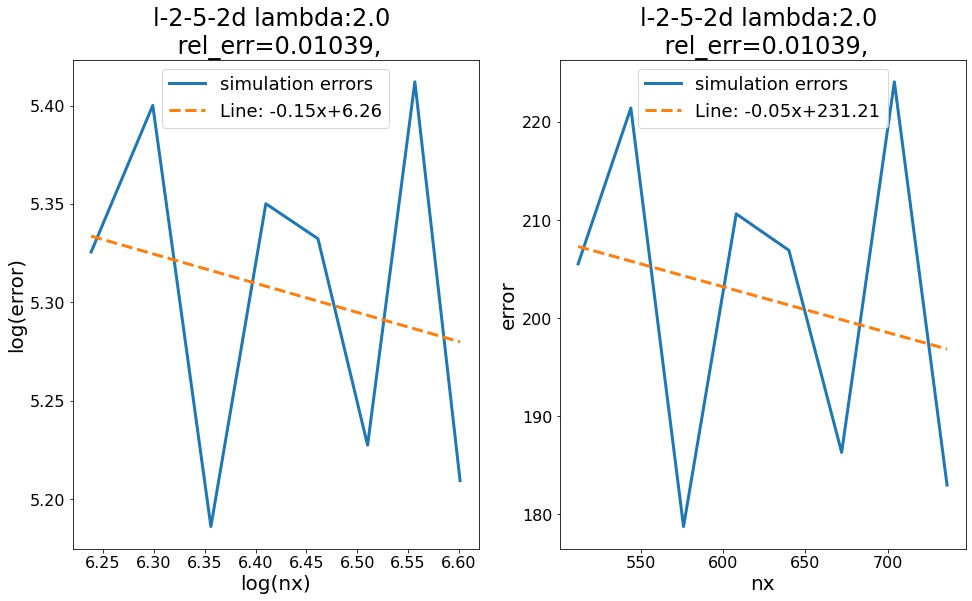 l-2-5-2d lambda:2.0
rel_err=0.01039,
simulation errors
Line: -0.15x+6.26
5.40
5.35
5.30
5.25
5.20
log(error)
6.25 6.30 6.35 6.40 6.45 6.50 6.55 6.60
log(nx)
l-2-5-2d lambda:2.0
rel_err=0.01039,
simulation errors
Line: -0.05x+231.21
220
210
200
190
180
error
550 600 650 700
nx